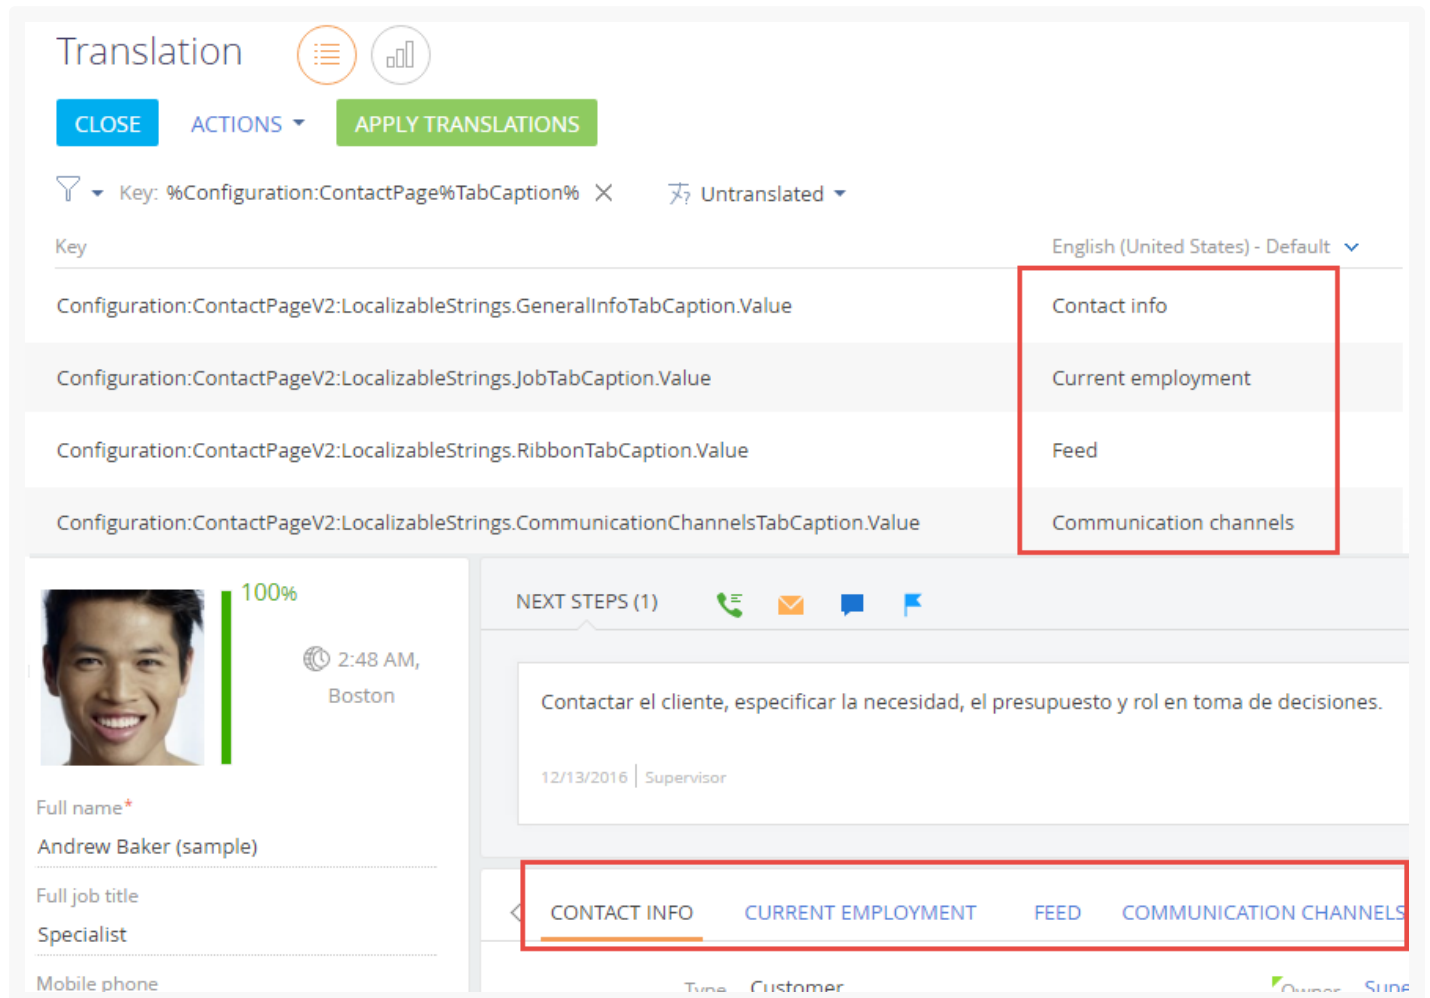 Translation
CLOSE ACTIONS APPLY TRANSLATIONS
Key: %Configuration:ContactPage%TabCaption% Untranslated
Key English (United States) - Default
Configuration:ContactPageV2:LocalizableStrings.GeneralInfoTabCaption.Value Contact info
Configuration:ContactPageV2:LocalizableStrings.JobTabCaption.Value Current employment
Configuration:ContactPageV2:LocalizableStrings.RibbonTabCaption.Value Feed
Configuration:ContactPageV2:LocalizableStrings.CommunicationChannelsTabCaption.Value Communication channels
100%
2:48 AM,
Boston
Full name*
Andrew Baker (sample)
Full job title
Specialist
Mobile phone
NEXT STEPS (1)
Contactar el cliente, especificar la necesidad, el presupuesto y rol en toma de decisiones.
12/13/2016 Supervisor
CONTACT INFO CURRENT EMPLOYMENT FEED COMMUNICATION CHANNELS
Type Customer Owner Supe